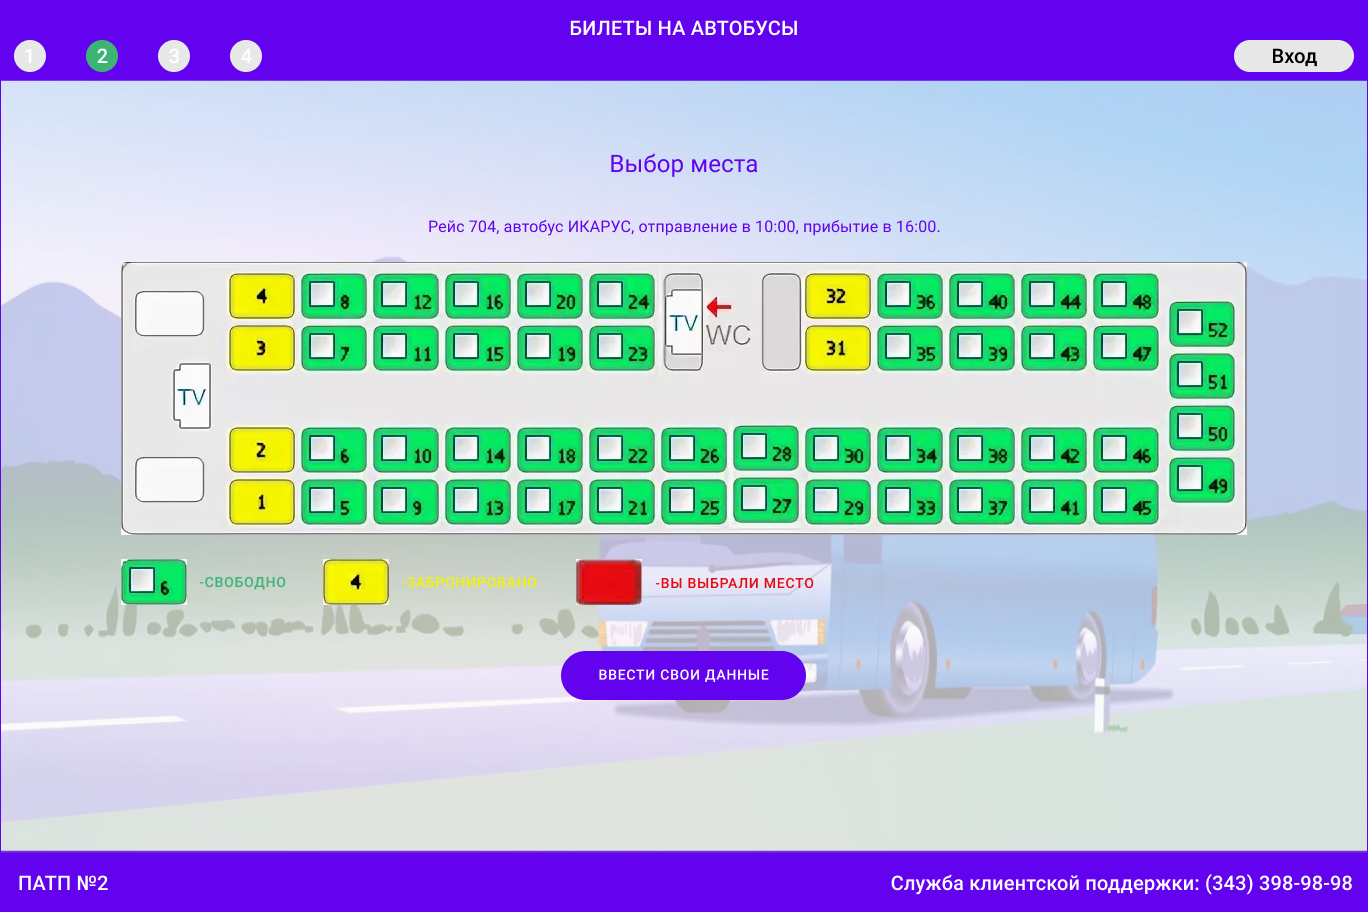 БИЛЕТЫ НА АВТОБУСЫ
1 2 3 4
Вход
Выбор места
Рейс 704, автобус ИКАРУС, отправление в 10:00, прибытие в 16:00.
4 8 12 16 20 24 32 36 40 44 48
TV WC
52
3 7 11 15 19 23 31 35 39 43 47
51
TV
50
2 6 10 14 18 22 26 28 30 34 38 42 46
49
1 5 9 13 17 21 25 27 29 33 37 41 45
6 -СВОБОДНО 4 -ЗАБРОНИРОВАНО -ВЫ ВЫБРАЛИ МЕСТО
ВВЕСТИ СВОИ ДАННЫЕ
ПАТП №2
Служба клиентской поддержки: (343) 398-98-98